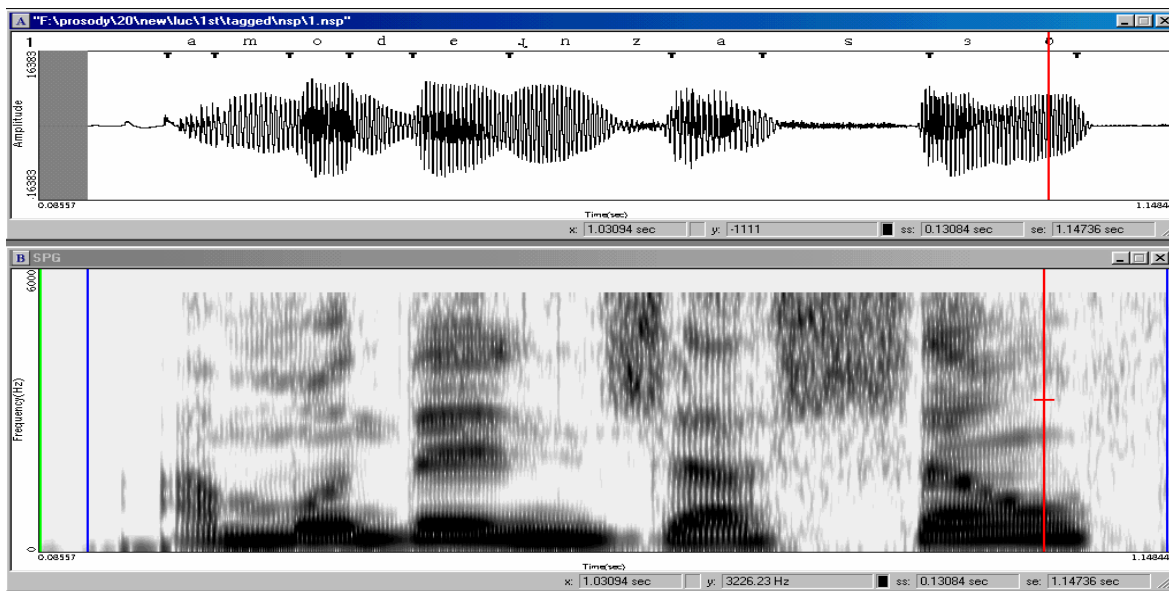 A "F:\prosody\20\new\luc\1st\tagged\nsp\1.nsp"
1 a m o d e ɪ n z a s ɜ o
16383
Amplitude
-16383
0.08557 1.14844
Time(sec)
x: 1.03094 sec y: -1111 ss: 0.13084 sec se: 1.14736 sec
B SPG
6000
Frequency(Hz)
0
0.08557 1.14844
Time(sec)
x: 1.03094 sec y: 3226.23 Hz ss: 0.13084 sec se: 1.14736 sec